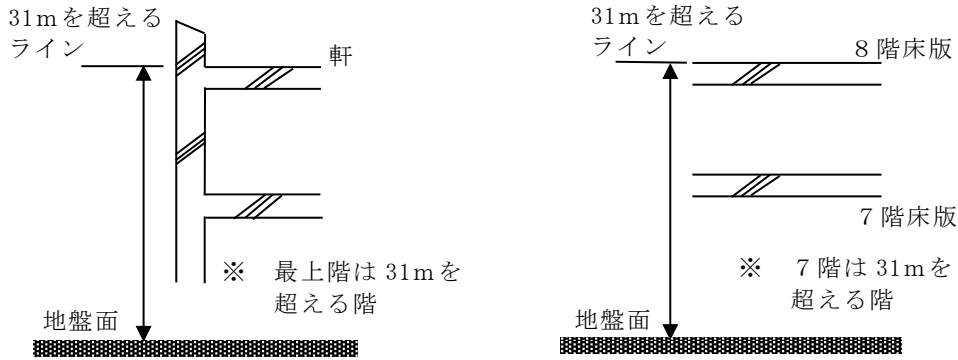 31mを超える
ライン
軒
※　最上階は 31mを
超える階
地盤面
31mを超える
ライン
8 階床版
7 階床版
※　7 階は 31mを
超える階
地盤面